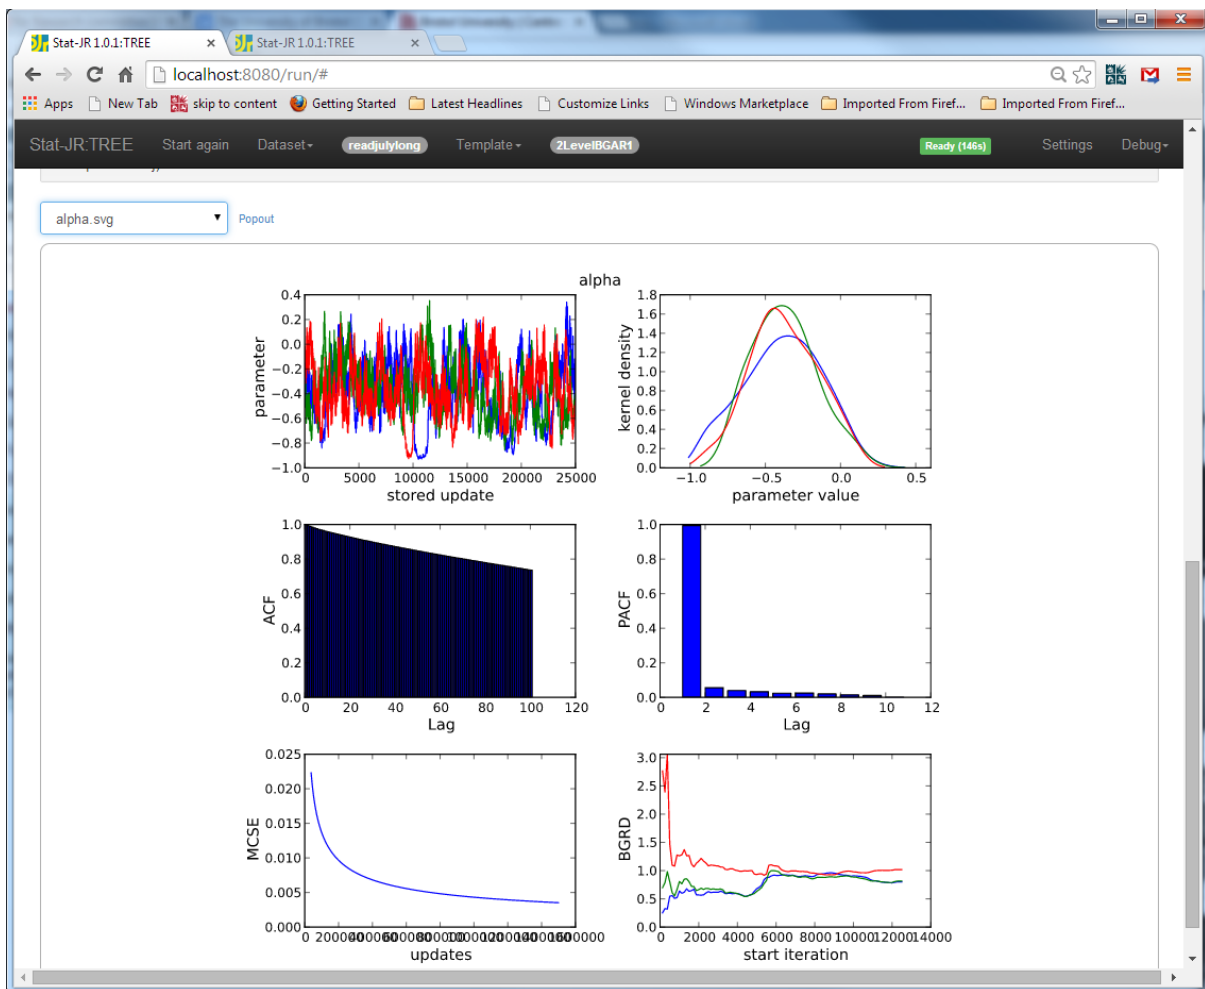 Stat-JR 1.0.1:TREE × Stat-JR 1.0.1:TREE ×
localhost:8080/run/#
Apps New Tab skip to content Getting Started Latest Headlines Customize Links Windows Marketplace Imported From Firef... Imported From Firef...
Stat-JR:TREE Start again Dataset readjulylong Template 2LevelBGAR1 Ready (146s) Settings Debug
alpha.svg Popout
alpha
0.4
0.2
0.0
−0.2
−0.4
−0.6
−0.8
−1.0
parameter
0 5000 10000 15000 20000 25000
stored update
1.8
1.6
1.4
1.2
1.0
0.8
0.6
0.4
0.2
0.0
kernel density
−1.0 −0.5 0.0 0.5
parameter value
1.0
0.8
0.6
0.4
0.2
0.0
ACF
0 20 40 60 80 100 120
Lag
1.0
0.8
0.6
0.4
0.2
0.0
PACF
0 2 4 6 8 10 12
Lag
0.025
0.020
0.015
0.010
0.005
0.000
MCSE
0
updates
3.0
2.5
2.0
1.5
1.0
0.5
0.0
BGRD
0 2000 4000 6000 8000 10000 12000 14000
start iteration